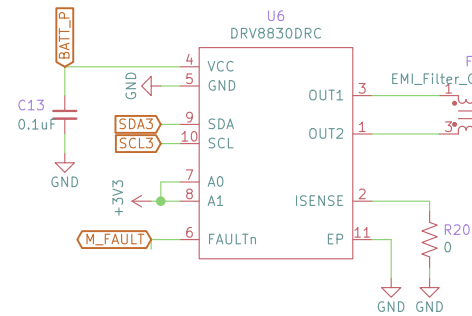 U6
DRV8830DRC
BATT_P
C13
0.1uF
GND
4 VCC
GND 5 GND
SDA3 9 SDA
SCL3 10 SCL
+3V3
7 A0
8 A1
M_FAULT 6 FAULTn
OUT1 3
OUT2 1
ISENSE 2
EP 11
F
EMI_Filter_C
1
3
R20
0
GND GND